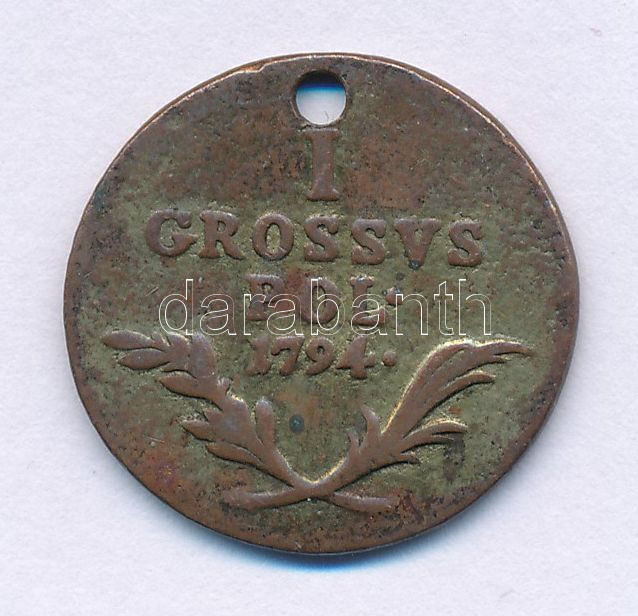 I
GROSSVS
POL·
darabanth
1794·